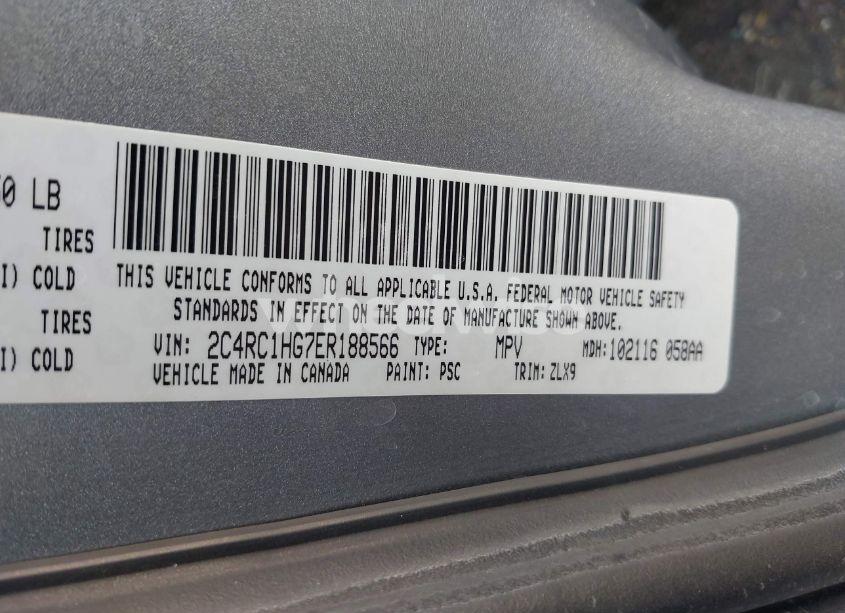 0 LB
TIRES
I) COLD
TIRES
I) COLD
THIS VEHICLE CONFORMS TO ALL APPLICABLE U.S.A. FEDERAL MOTOR VEHICLE SAFETY
STANDARDS IN EFFECT ON THE DATE OF MANUFACTURE SHOWN ABOVE.
VIN: 2C4RC1HG7ER188566 TYPE: MPV MDH:102116 058AA
VEHICLE MADE IN CANADA PAINT: PSC TRIM: ZLX9